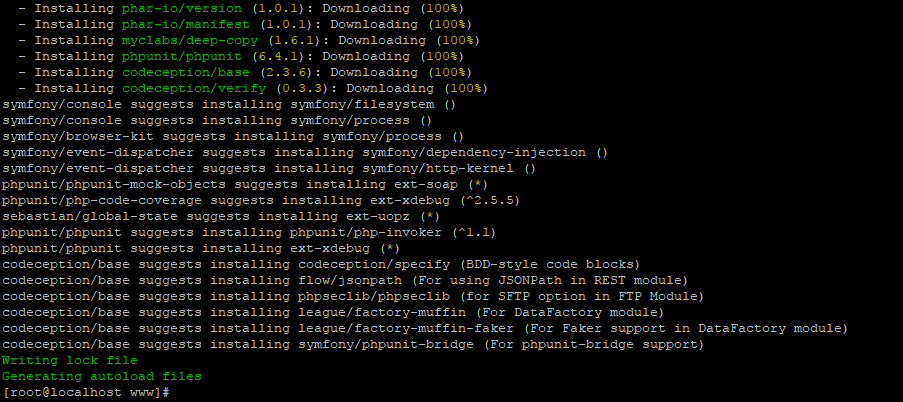 - Installing phar-io/version (1.0.1): Downloading (100%)
- Installing phar-io/manifest (1.0.1): Downloading (100%)
- Installing myclabs/deep-copy (1.6.1): Downloading (100%)
- Installing phpunit/phpunit (6.4.1): Downloading (100%)
- Installing codeception/base (2.3.6): Downloading (100%)
- Installing codeception/verify (0.3.3): Downloading (100%)
symfony/console suggests installing symfony/filesystem ()
symfony/console suggests installing symfony/process ()
symfony/browser-kit suggests installing symfony/process ()
symfony/event-dispatcher suggests installing symfony/dependency-injection ()
symfony/event-dispatcher suggests installing symfony/http-kernel ()
phpunit/phpunit-mock-objects suggests installing ext-soap (*)
phpunit/php-code-coverage suggests installing ext-xdebug (^2.5.5)
sebastian/global-state suggests installing ext-uopz (*)
phpunit/phpunit suggests installing phpunit/php-invoker (^1.1)
phpunit/phpunit suggests installing ext-xdebug (*)
codeception/base suggests installing codeception/specify (BDD-style code blocks)
codeception/base suggests installing flow/jsonpath (For using JSONPath in REST module)
codeception/base suggests installing phpseclib/phpseclib (for SFTP option in FTP Module)
codeception/base suggests installing league/factory-muffin (For DataFactory module)
codeception/base suggests installing league/factory-muffin-faker (For Faker support in DataFactory module)
codeception/base suggests installing symfony/phpunit-bridge (For phpunit-bridge support)
Writing lock file
Generating autoload files
[root@localhost www]#